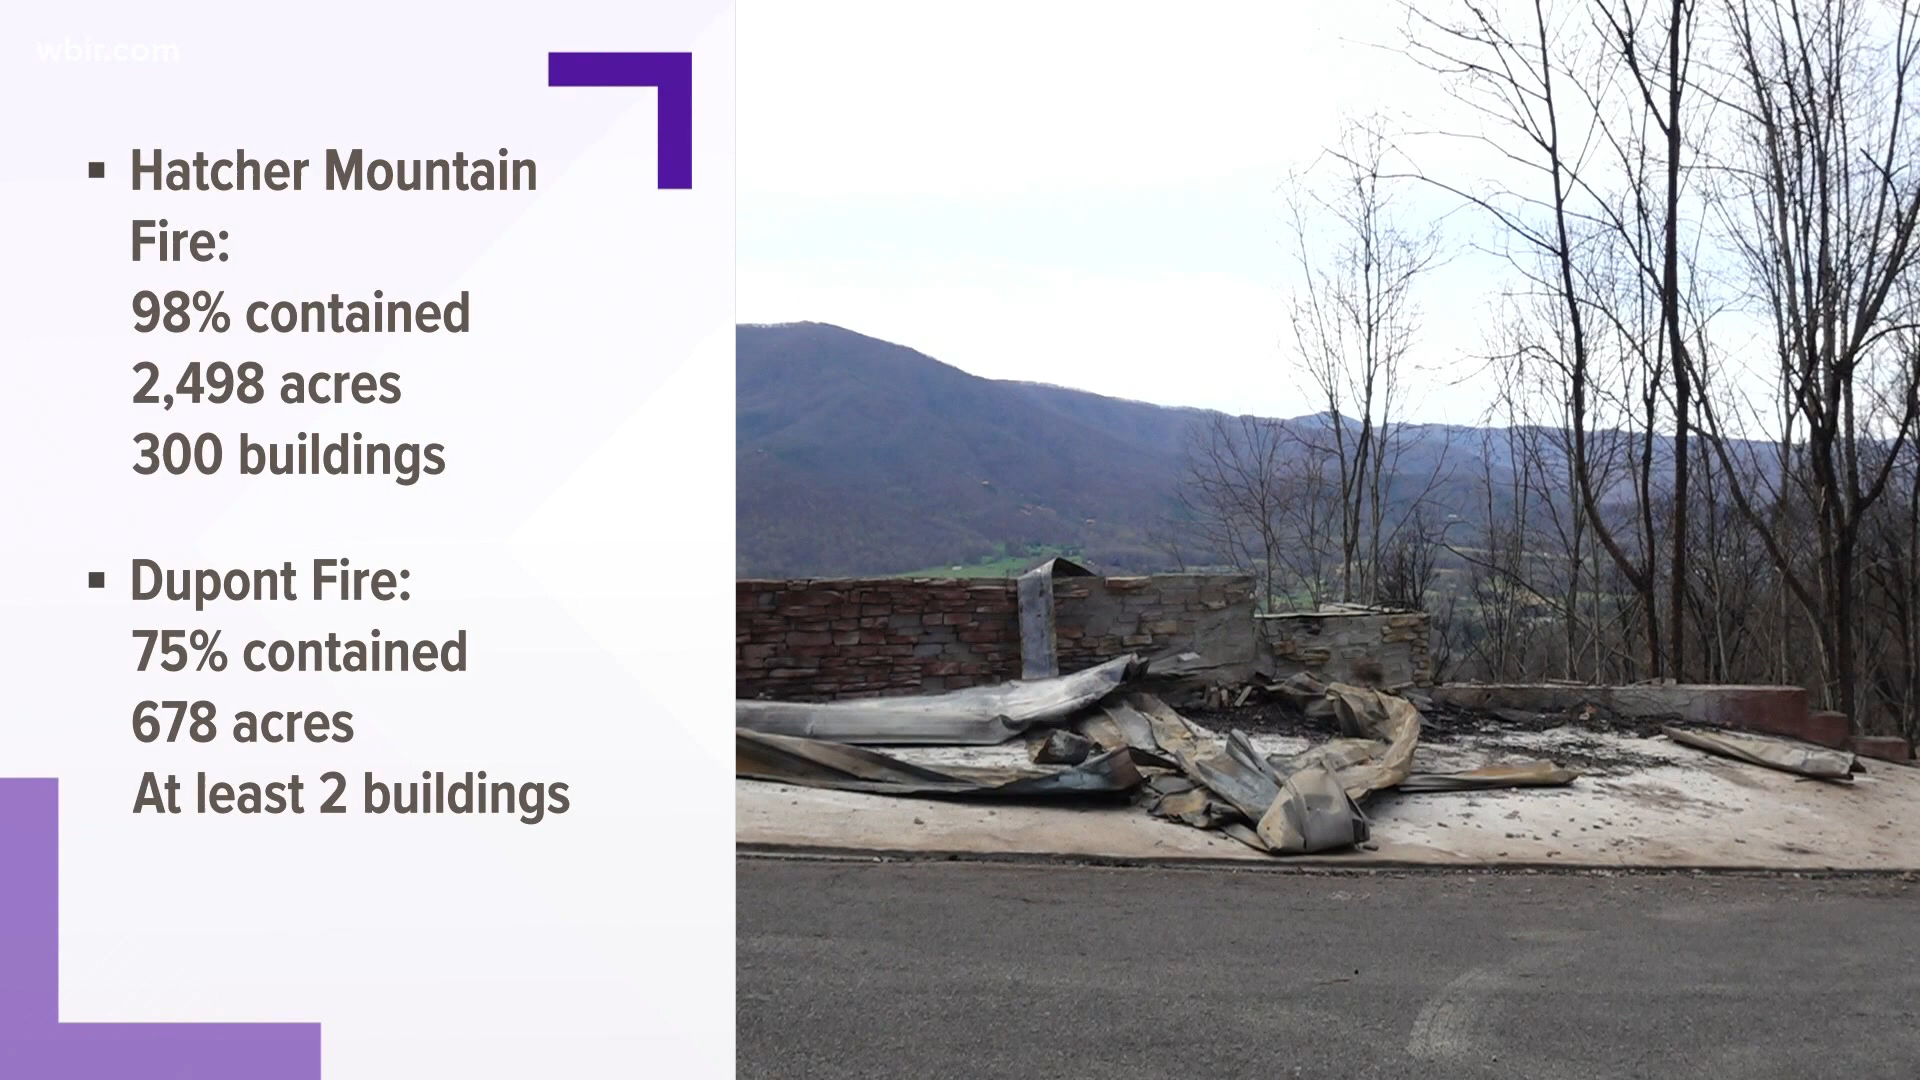 wbir.com
▪ Hatcher Mountain
Fire:
98% contained
2,498 acres
300 buildings
▪ Dupont Fire:
75% contained
678 acres
At least 2 buildings